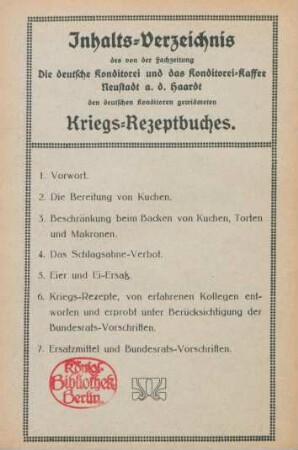 Inhalts=Verzeichnis
des von der Fachzeitung
Die deutsche Konditorei und das Konditorei=Kaffee
Neustadt a. d. Haardt
den deutschen Konditoren gewidmeten
Kriegs=Rezeptbuches.
1. Vorwort.
2. Die Bereitung von Kuchen.
3. Beschränkung beim Backen von Kuchen, Torten
und Makronen.
4. Das Schlagsahne=Verbot.
5. Eier und Ei=Ersatz.
6. Kriegs=Rezepte, von erfahrenen Kollegen ent=
worfen und erprobt unter Berücksichtigung der
Bundesrats=Vorschriften.
7. Ersatzmittel und Bundesrats=Vorschriften.
Königl.
Bibliothek
Berlin.